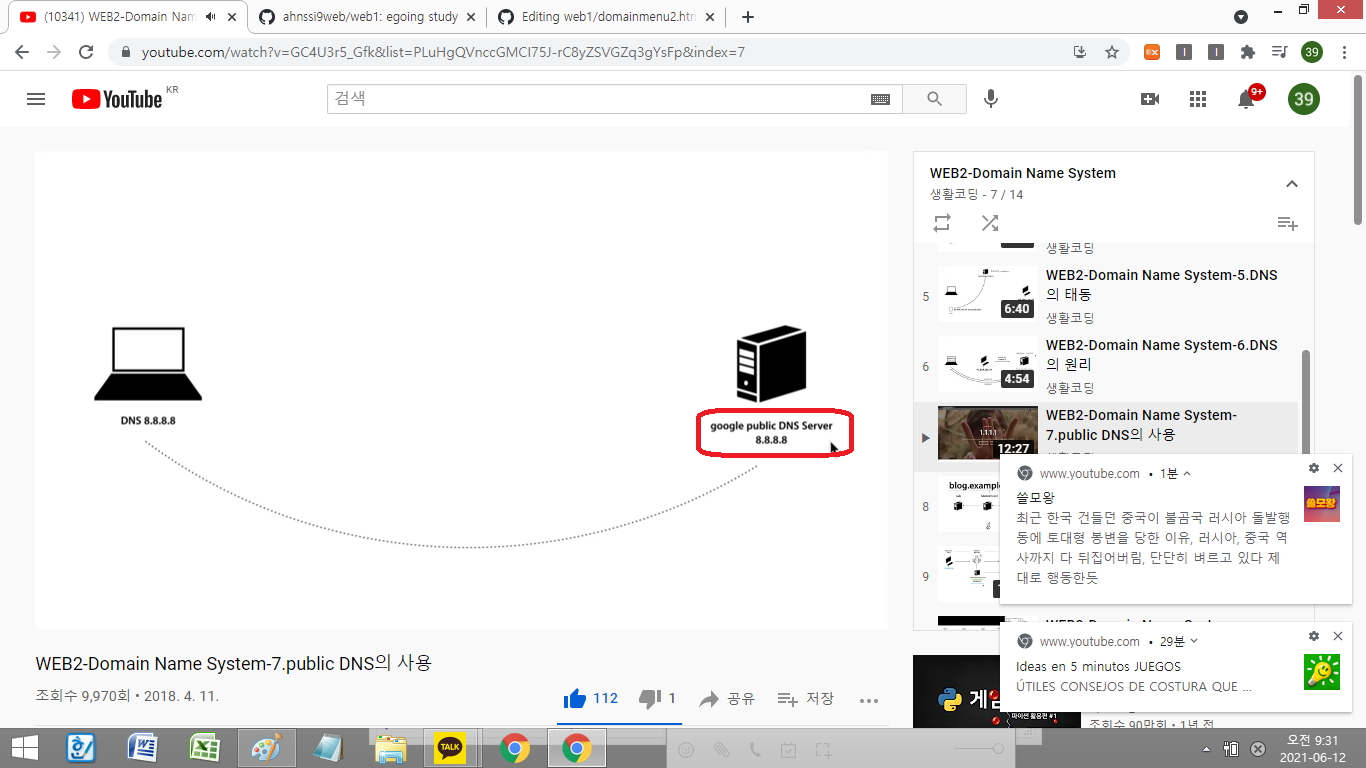 (10341) WEB2-Domain Nam
ahnssi9web/web1: egoing study
Editing web1/domainmenu2.htm
youtube.com/watch?v=GC4U3r5_Gfk&list=PLuHgQVnccGMCI75J-rC8yZSVGZq3gYsFp&index=7
39
YouTube KR
검색
9+
39
DNS 8.8.8.8
google public DNS Server
8.8.8.8
WEB2-Domain Name System
생활코딩 - 7 / 14
생활코딩
5
6:40
WEB2-Domain Name System-5.DNS
의 태동
생활코딩
6
4:54
WEB2-Domain Name System-6.DNS
의 원리
생활코딩
1.1.1.1
12:27
WEB2-Domain Name System-
7.public DNS의 사용
8
blog.example
9
www.youtube.com • 1분
쓸모왕
쓸모왕
최근 한국 건들던 중국이 불곰국 러시아 돌발행
동에 토대형 봉변을 당한 이유, 러시아, 중국 역
사까지 다 뒤집어버림, 단단히 벼르고 있다 제
대로 행동한듯
www.youtube.com • 29분
Ideas en 5 minutos JUEGOS
ÚTILES CONSEJOS DE COSTURA QUE ...
WEB2-Domain Name System-7.public DNS의 사용
조회수 9,970회 • 2018. 4. 11.
112
1
공유
저장
게임
파이썬 활용편 #1
조회수 90만회 • 1년 전
TALK
오전 9:31
2021-06-12